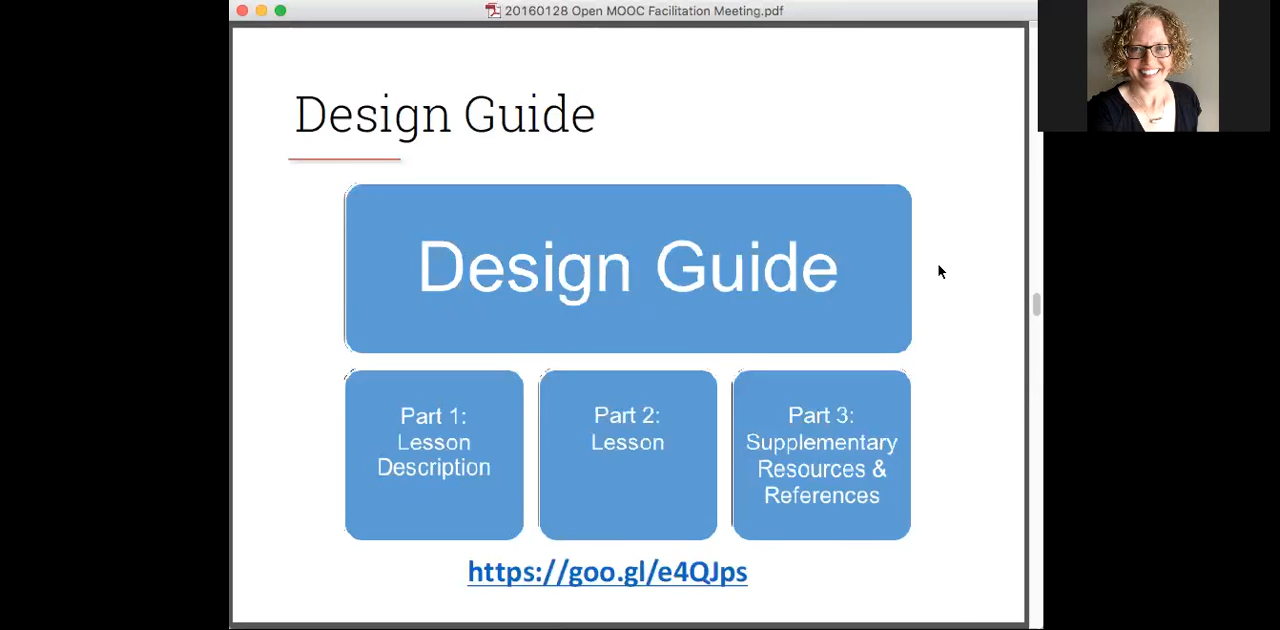 20160128 Open MOOC Facilitation Meeting.pdf
Design Guide
Design Guide
Part 1:
Lesson
Description
Part 2:
Lesson
Part 3:
Supplementary
Resources &
References
https://goo.gl/e4QJps